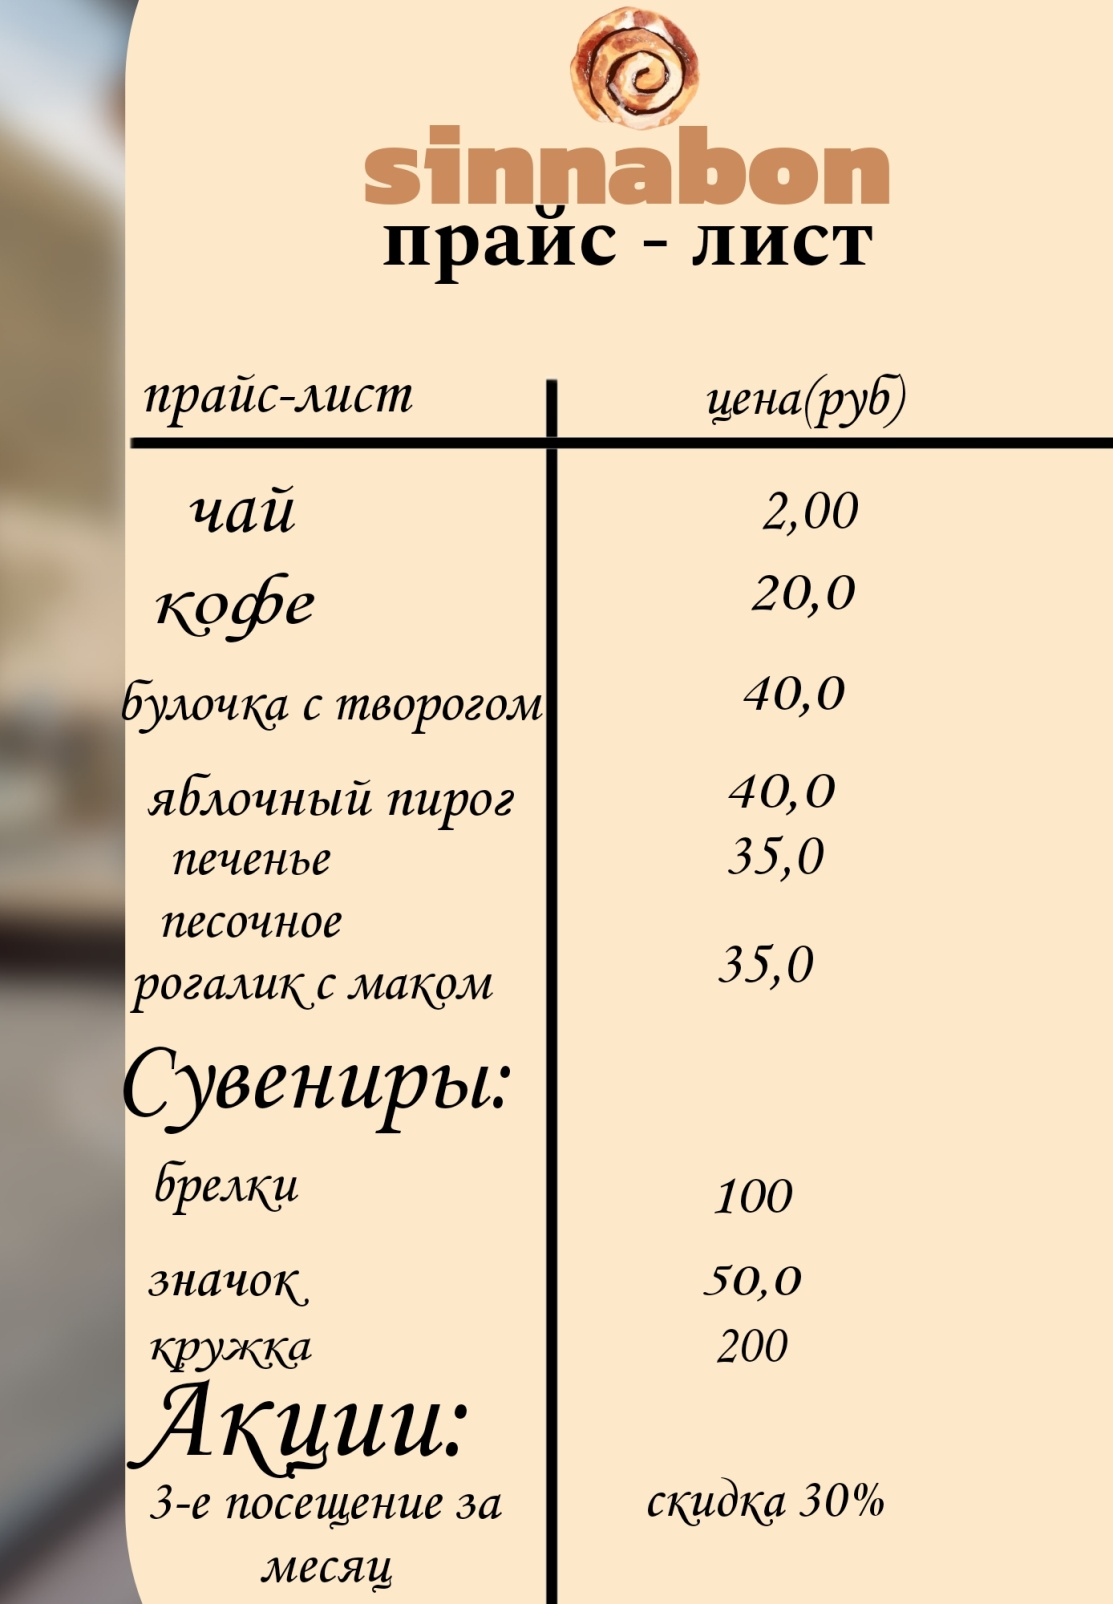 sinnabon
прайс - лист
прайс-лист цена(руб)
чай 2,00
кофе 20,0
булочка с творогом 40,0
яблочный пирог 40,0
печенье 35,0
песочное
рогалик с маком 35,0
Сувениры:
брелки 100
значок 50,0
кружка 200
Акции:
3-е посещение за скидка 30%
месяц